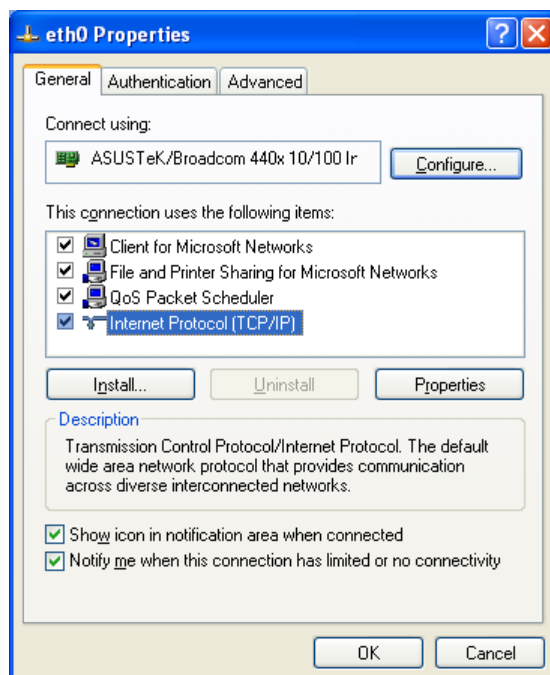 eth0 Properties
General Authentication Advanced
Connect using:
ASUSTeK/Broadcom 440x 10/100 Ir
Configure...
This connection uses the following items:
Client for Microsoft Networks
File and Printer Sharing for Microsoft Networks
QoS Packet Scheduler
Internet Protocol (TCP/IP)
Install... Uninstall Properties
Description
Transmission Control Protocol/Internet Protocol. The default
wide area network protocol that provides communication
across diverse interconnected networks.
Show icon in notification area when connected
Notify me when this connection has limited or no connectivity
OK Cancel